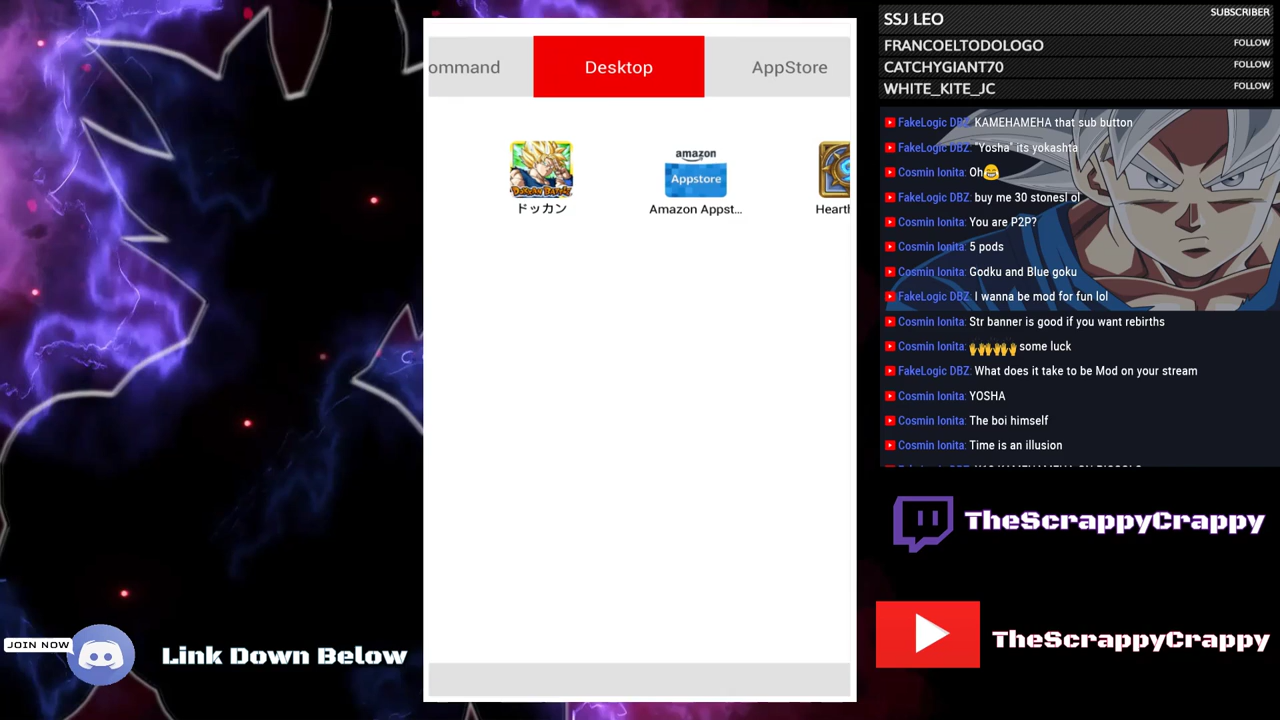 ommand
Desktop
AppStore
ドッカン
amazon
Appstore
Amazon Appst...
Hearth
SSJ LEO
SUBSCRIBER
FRANCOELTODOLOGO
FOLLOW
CATCHYGIANT70
FOLLOW
WHITE_KITE_JC
FOLLOW
FakeLogic DBZ: KAMEHAMEHA that sub button
FakeLogic DBZ: "Yosha" its yokashta
Cosmin Ionita: Oh😂
FakeLogic DBZ: buy me 30 stonesl ol
Cosmin Ionita: You are P2P?
Cosmin Ionita: 5 pods
Cosmin Ionita: Godku and Blue goku
FakeLogic DBZ: I wanna be mod for fun lol
Cosmin Ionita: Str banner is good if you want rebirths
Cosmin Ionita: 🙌🙌🙌🙌 some luck
FakeLogic DBZ: What does it take to be Mod on your stream
Cosmin Ionita: YOSHA
Cosmin Ionita: The boi himself
Cosmin Ionita: Time is an illusion
TheScrappyCrappy
TheScrappyCrappy
JOIN NOW
Link Down Below